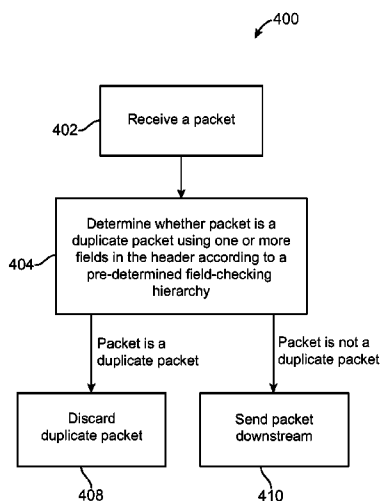 400
402
Receive a packet
404
Determine whether packet is a
duplicate packet using one or more
fields in the header according to a
pre-determined field-checking
hierarchy
Packet is a
duplicate packet
Packet is not a
duplicate packet
Discard
duplicate packet
Send packet
downstream
408
410